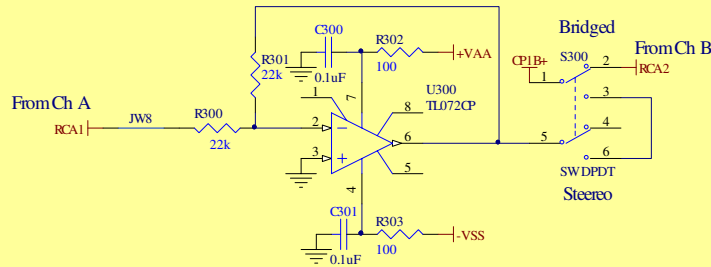 C300
R302
+VAA
0.1uF
100
R301
22k
Bridged
S300
From Ch B
CP1B+
1
2
RCA2
3
4
5
6
SWDPDT
Steereo
From Ch A
RCA1
JW8
R300
22k
U300
TL072CP
1
7
8
2
3
6
5
4
C301
R303
-VSS
0.1uF
100